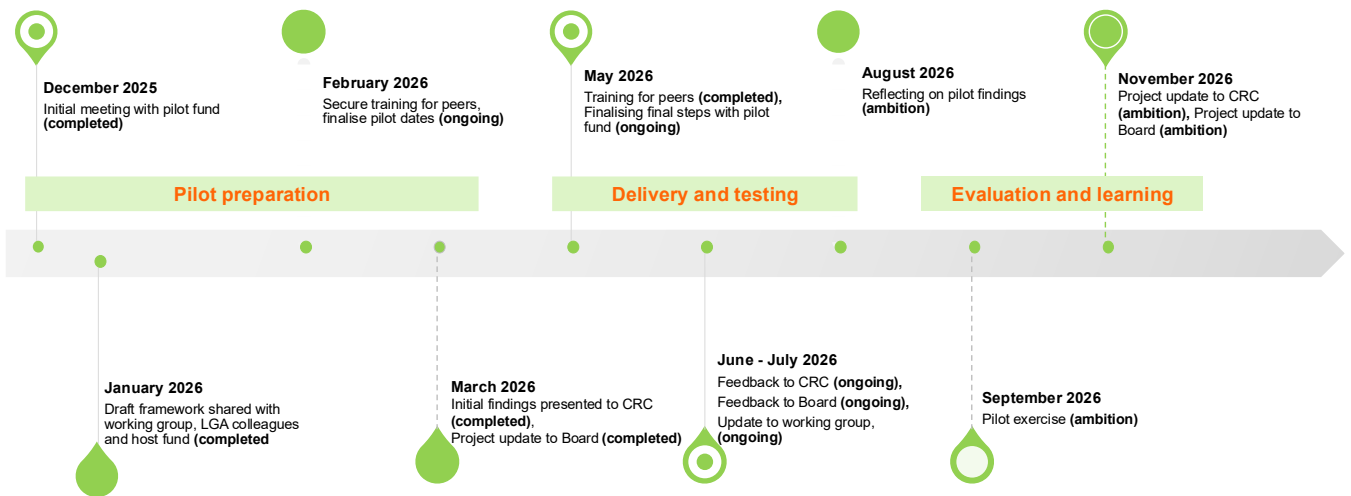 December 2025
Initial meeting with pilot fund
(completed)
February 2026
Secure training for peers,
finalise pilot dates (ongoing)
May 2026
Training for peers (completed),
Finalising final steps with pilot
fund (ongoing)
August 2026
Reflecting on pilot findings
(ambition)
November 2026
Project update to CRC
(ambition), Project update to
Board (ambition)
Pilot preparation
Delivery and testing
Evaluation and learning
January 2026
Draft framework shared with
working group, LGA colleagues
and host fund (completed
March 2026
Initial findings presented to CRC
(completed),
Project update to Board (completed)
June - July 2026
Feedback to CRC (ongoing),
Feedback to Board (ongoing),
Update to working group,
(ongoing)
September 2026
Pilot exercise (ambition)